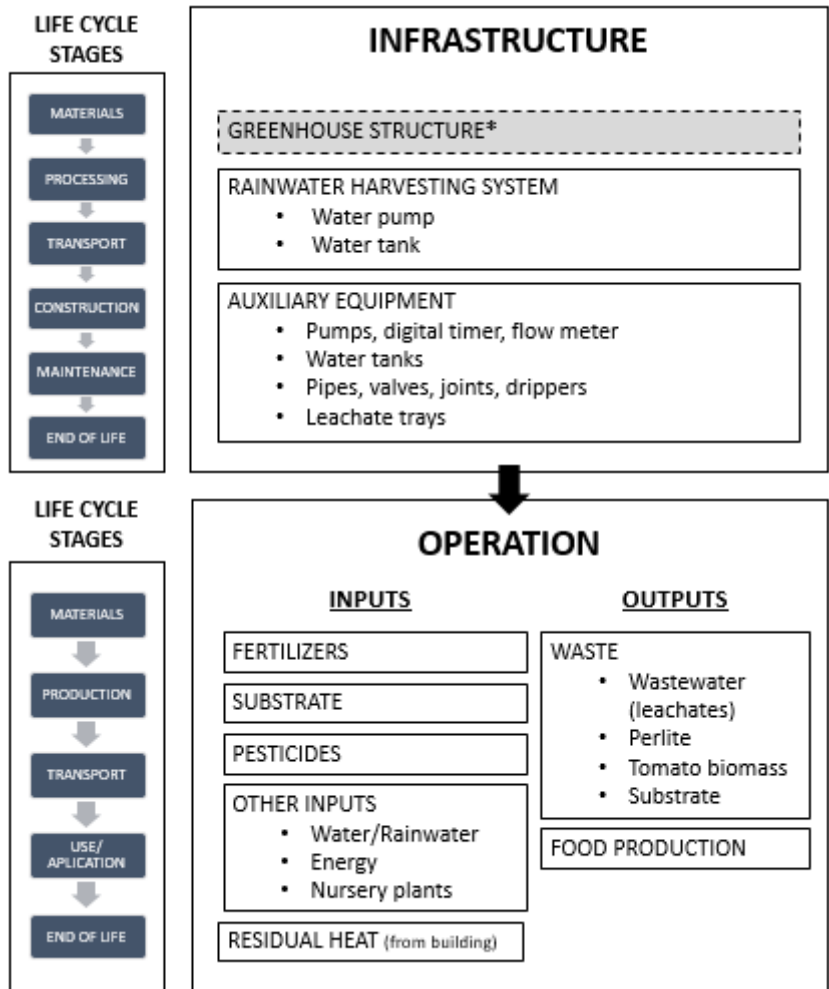 LIFE CYCLE
STAGES
MATERIALS
PROCESSING
TRANSPORT
CONSTRUCTION
MAINTENANCE
END OF LIFE
INFRASTRUCTURE
GREENHOUSE STRUCTURE*
RAINWATER HARVESTING SYSTEM
• Water pump
• Water tank
AUXILIARY EQUIPMENT
• Pumps, digital timer, flow meter
• Water tanks
• Pipes, valves, joints, drippers
• Leachate trays
LIFE CYCLE
STAGES
MATERIALS
PRODUCTION
TRANSPORT
USE/
APLICATION
END OF LIFE
OPERATION
INPUTS
FERTILIZERS
SUBSTRATE
PESTICIDES
OTHER INPUTS
• Water/Rainwater
• Energy
• Nursery plants
RESIDUAL HEAT (from building)
OUTPUTS
WASTE
• Wastewater
(leachates)
• Perlite
• Tomato biomass
• Substrate
FOOD PRODUCTION